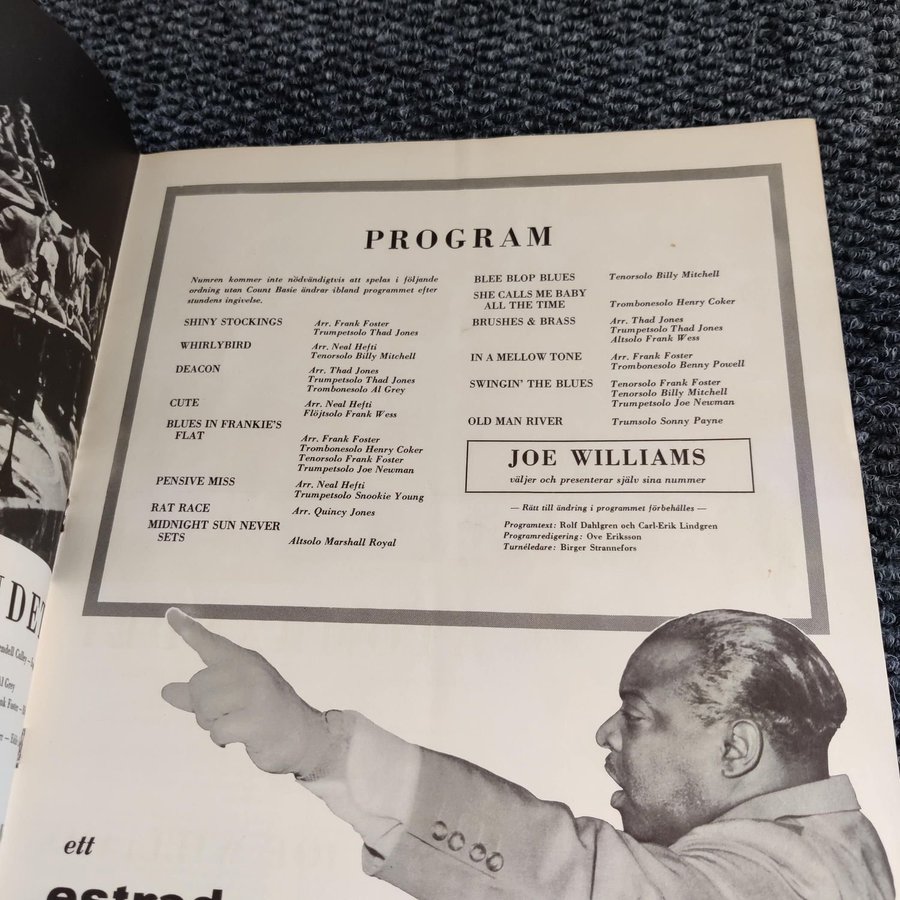 PROGRAM
Numren kommer inte nödvändigtvis att spelas i följande
ordning utan Count Basie ändrar ibland programmet efter
stundens ingivelse.
SHINY STOCKINGS Arr. Frank Foster
Trumpetsolo Thad Jones
WHIRLYBIRD Arr. Neal Hefti
Tenorsolo Billy Mitchell
DEACON Arr. Thad Jones
Trumpetsolo Thad Jones
Trombonesolo Al Grey
CUTE Arr. Neal Hefti
Flöjtsolo Frank Wess
BLUES IN FRANKIE'S
FLAT Arr. Frank Foster
Trombonesolo Henry Coker
Tenorsolo Frank Foster
Trumpetsolo Joe Newman
PENSIVE MISS Arr. Neal Hefti
Trumpetsolo Snookie Young
RAT RACE Arr. Quincy Jones
MIDNIGHT SUN NEVER
SETS Altsolo Marshall Royal
BLEE BLOP BLUES Tenorsolo Billy Mitchell
SHE CALLS ME BABY
ALL THE TIME Trombonesolo Henry Coker
BRUSHES & BRASS Arr. Thad Jones
Trumpetsolo Thad Jones
Altsolo Frank Wess
IN A MELLOW TONE Arr. Frank Foster
Trombonesolo Benny Powell
SWINGIN' THE BLUES Tenorsolo Frank Foster
Tenorsolo Billy Mitchell
Trumpetsolo Joe Newman
OLD MAN RIVER Trumsolo Sonny Payne
JOE WILLIAMS
väljer och presenterar själv sina nummer
— Rätt till ändring i programmet förbehålles —
Programtext: Rolf Dahlgren och Carl-Erik Lindgren
Programredigering: Ove Eriksson
Turnéledare: Birger Strannefors
ett
estrad